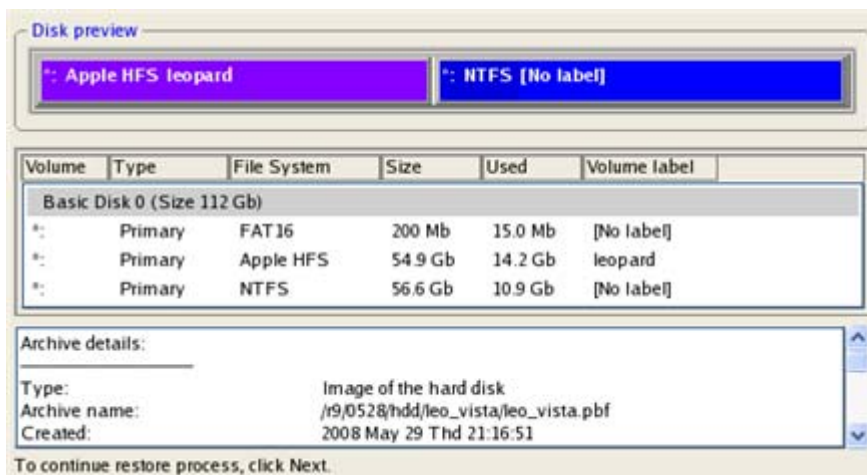 Disk preview
*: Apple HFS leopard
*: NTFS [No label]
Volume Type File System Size Used Volume label
Basic Disk 0 (Size 112 Gb)
*: Primary FAT16 200 Mb 15.0 Mb [No label]
*: Primary Apple HFS 54.9 Gb 14.2 Gb leopard
*: Primary NTFS 56.6 Gb 10.9 Gb [No label]
Archive details:
Type: Image of the hard disk
Archive name: /r9/0528/hdd/leo_vista/leo_vista.pbf
Created: 2008 May 29 Thd 21:16:51
To continue restore process, click Next.